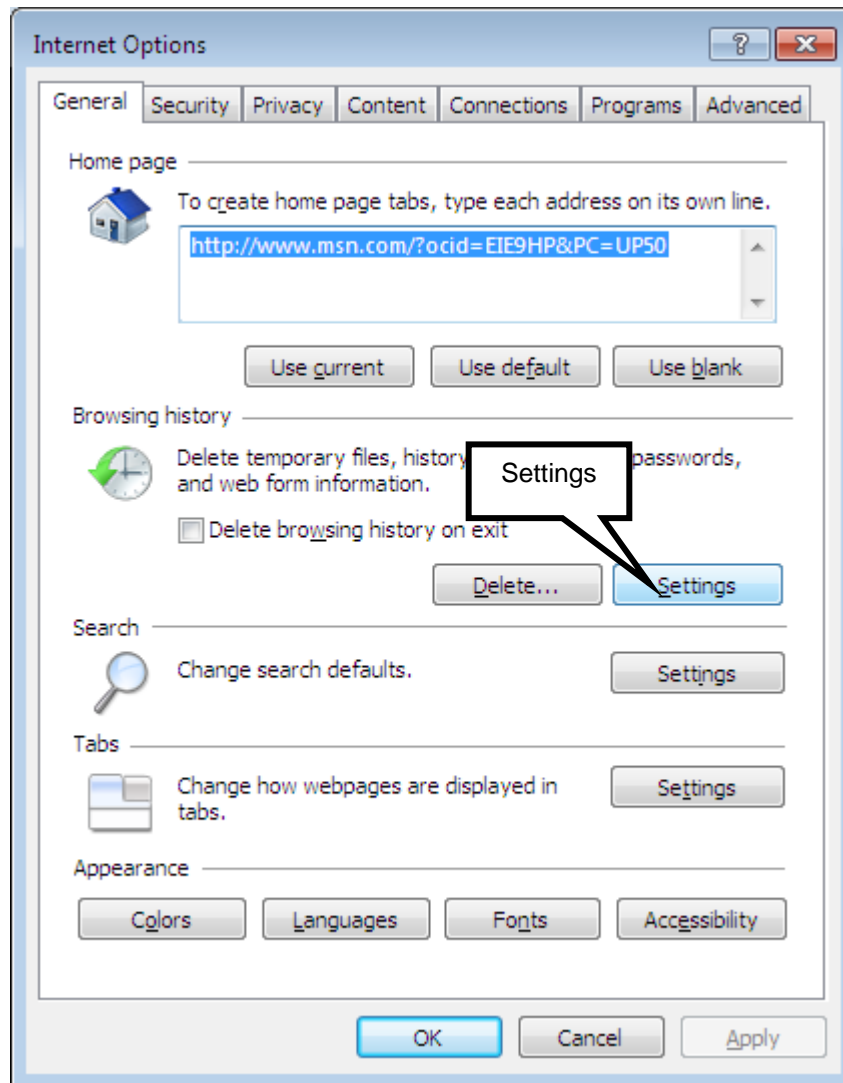 Internet Options
General Security Privacy Content Connections Programs Advanced
Home page
To create home page tabs, type each address on its own line.
http://www.msn.com/?ocid=EIE9HP&PC=UP50
Use current Use default Use blank
Browsing history
Delete temporary files, history passwords,
and web form information.
Settings
Delete browsing history on exit
Delete... Settings
Search
Change search defaults.
Settings
Tabs
Change how webpages are displayed in
tabs.
Settings
Appearance
Colors Languages Fonts Accessibility
OK Cancel Apply